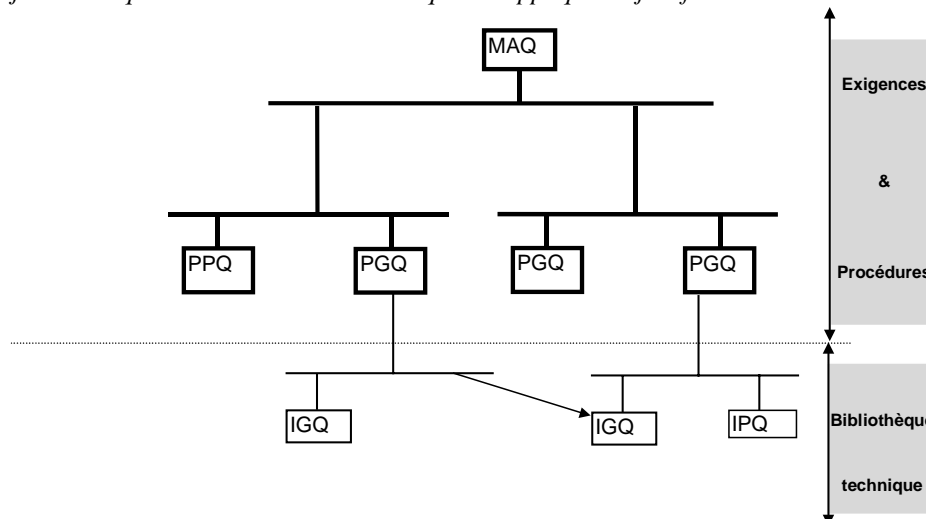 MAQ
Exigences
&
PPQ
PGQ
PGQ
PGQ
Procédures
IGQ
IGQ
IPQ
Bibliothèque
technique